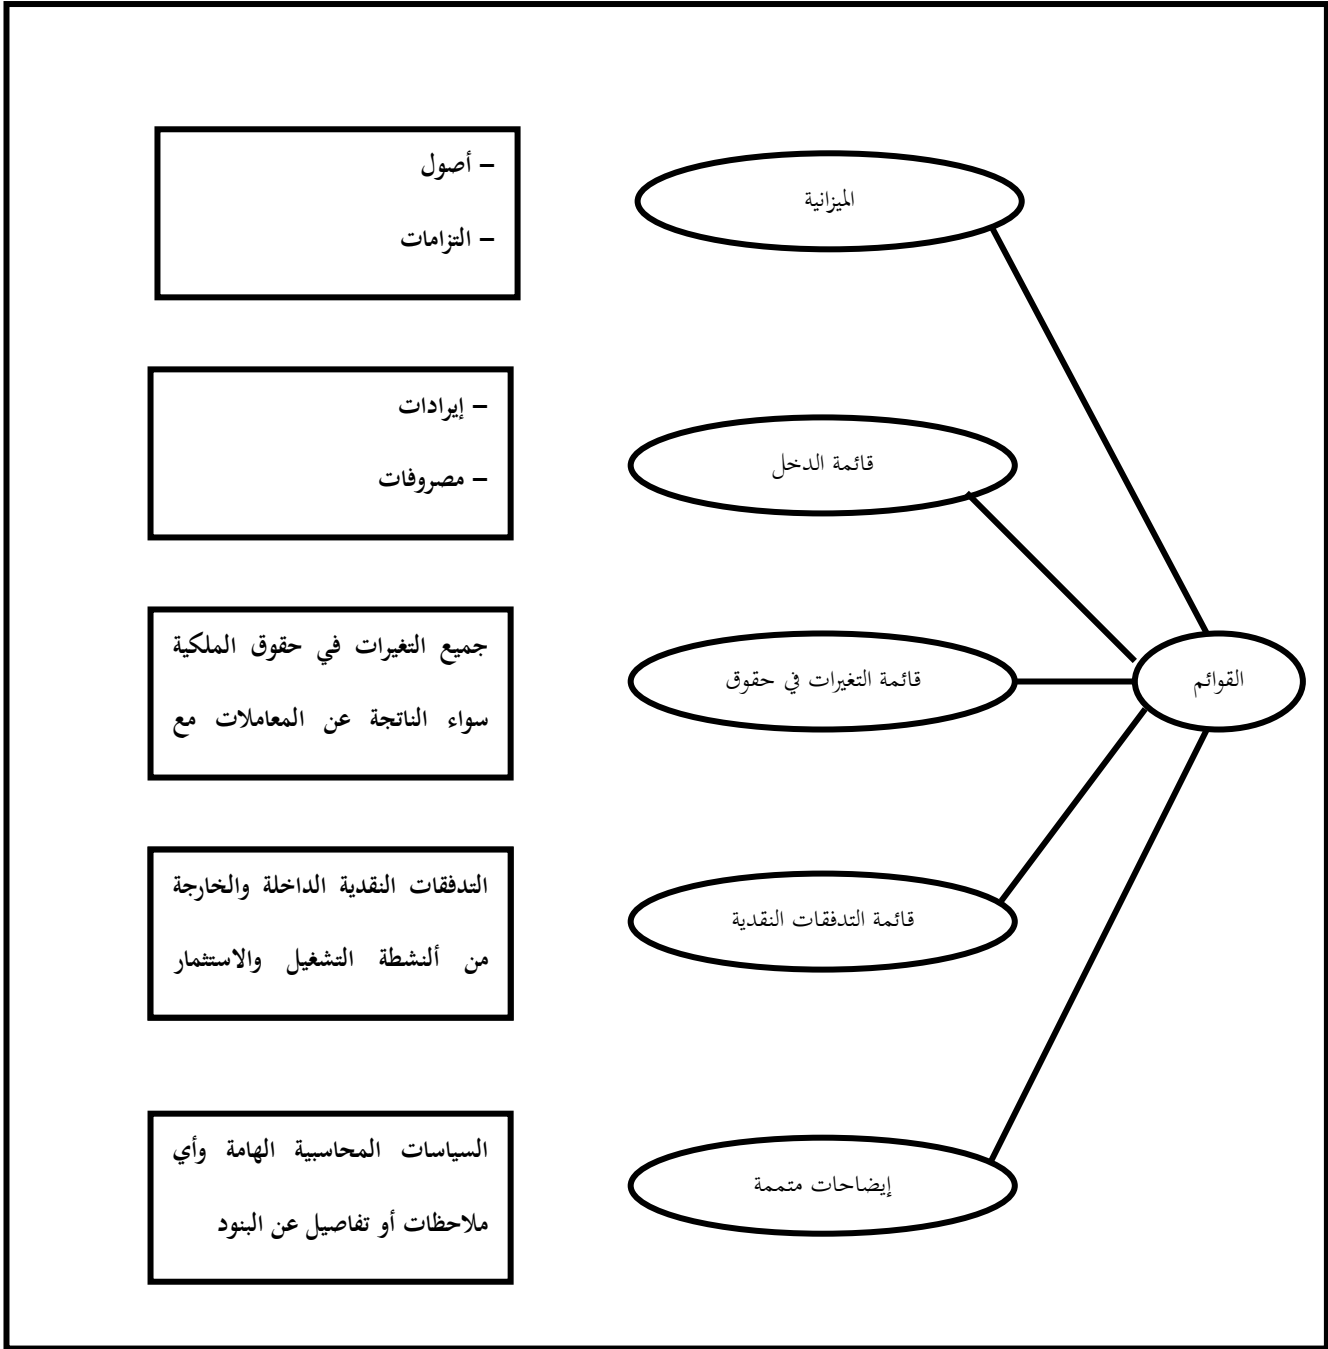 الميزانية
– أصول
– التزامات
قائمة الدخل
– إيرادات
– مصروفات
القوائم
قائمة التغيرات في حقوق
جميع التغيرات في حقوق الملكية
سواء الناتجة عن المعاملات مع
قائمة التدفقات النقدية
التدفقات النقدية الداخلة والخارجة
من ألنشطة التشغيل والاستثمار
إيضاحات متممة
السياسات المحاسبية الهامة وأي
ملاحظات أو تفاصيل عن البنود